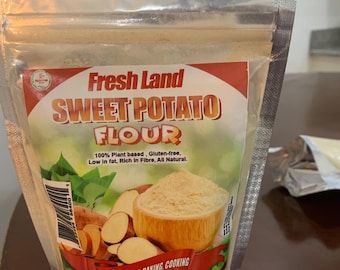 Fresh Land
SWEET POTATO
FLOUR
100% Plant based , Gluten-free,
Low in fat, Rich in Fibre, All Natural.
BAKING, COOKING